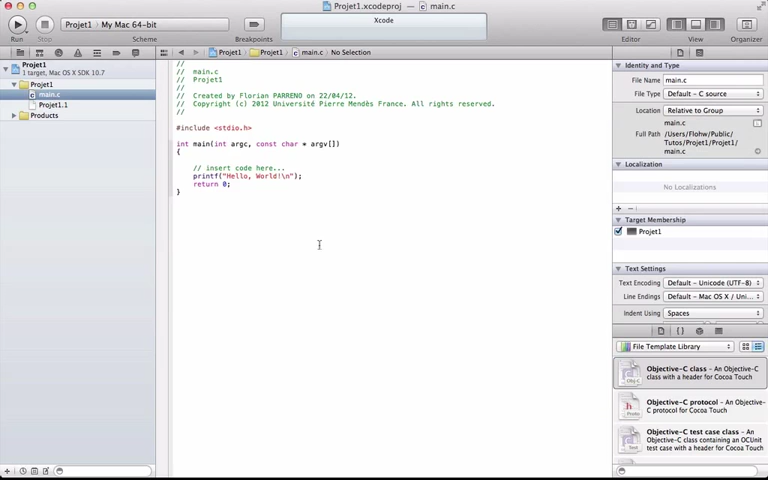 Projet1.xcodeproj — main.c
Projet1 My Mac 64-bit
Xcode
Run Stop Scheme Breakpoints Editor View Organizer
Projet1 Projet1 main.c No Selection
Projet1
1 target, Mac OS X SDK 10.7
Projet1
main.c
Projet1.1
Products
//
// main.c
// Projet1
//
// Created by Florian PARRENO on 22/04/12.
// Copyright (c) 2012 Université Pierre Mendès France. All rights reserved.
//
#include <stdio.h>
int main(int argc, const char * argv[])
{
// insert code here...
printf("Hello, World!\n");
return 0;
}
Identity and Type
File Name main.c
File Type Default - C source
Location Relative to Group
main.c
Full Path /Users/Flohw/Public/
Tutos/Projet1/Projet1/
main.c
Localization
No Localizations
Target Membership
Projet1
Text Settings
Text Encoding Default - Unicode (UTF-8)
Line Endings Default - Mac OS X / Uni...
Indent Using Spaces
File Template Library
Objective-C class - An Objective-C
class with a header for Cocoa Touch
Obj-C
Objective-C protocol - An Objective-
C protocol for Cocoa Touch
Proto
Objective-C test case class - An
Objective-C class containing an OCUnit
test case with a header for Cocoa Touch
Test